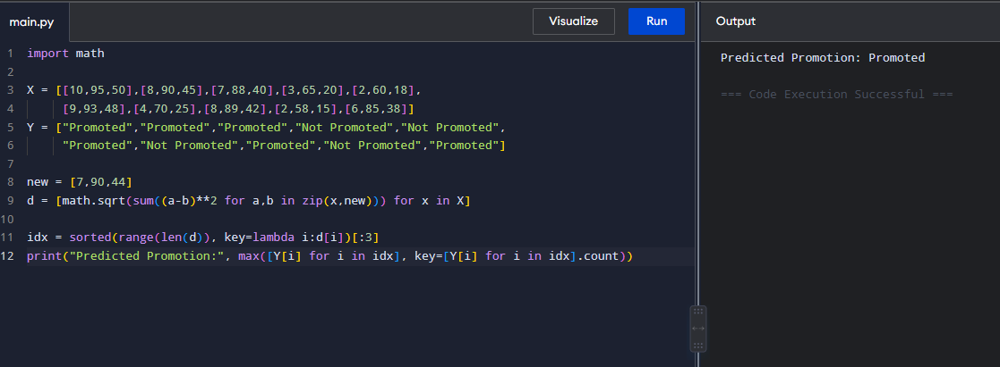 main.py
Visualize
Run
Output
1 import math
2
3 X = [[10,95,50],[8,90,45],[7,88,40],[3,65,20],[2,60,18],
4 [9,93,48],[4,70,25],[8,89,42],[2,58,15],[6,85,38]]
5 Y = ["Promoted","Promoted","Promoted","Not Promoted","Not Promoted",
6 "Promoted","Not Promoted","Promoted","Not Promoted","Promoted"]
7
8 new = [7,90,44]
9 d = [math.sqrt(sum((a-b)**2 for a,b in zip(x,new))) for x in X]
10
11 idx = sorted(range(len(d)), key=lambda i:d[i])[:3]
12 print("Predicted Promotion:", max([Y[i] for i in idx], key=[Y[i] for i in idx].count))
Predicted Promotion: Promoted
=== Code Execution Successful ===